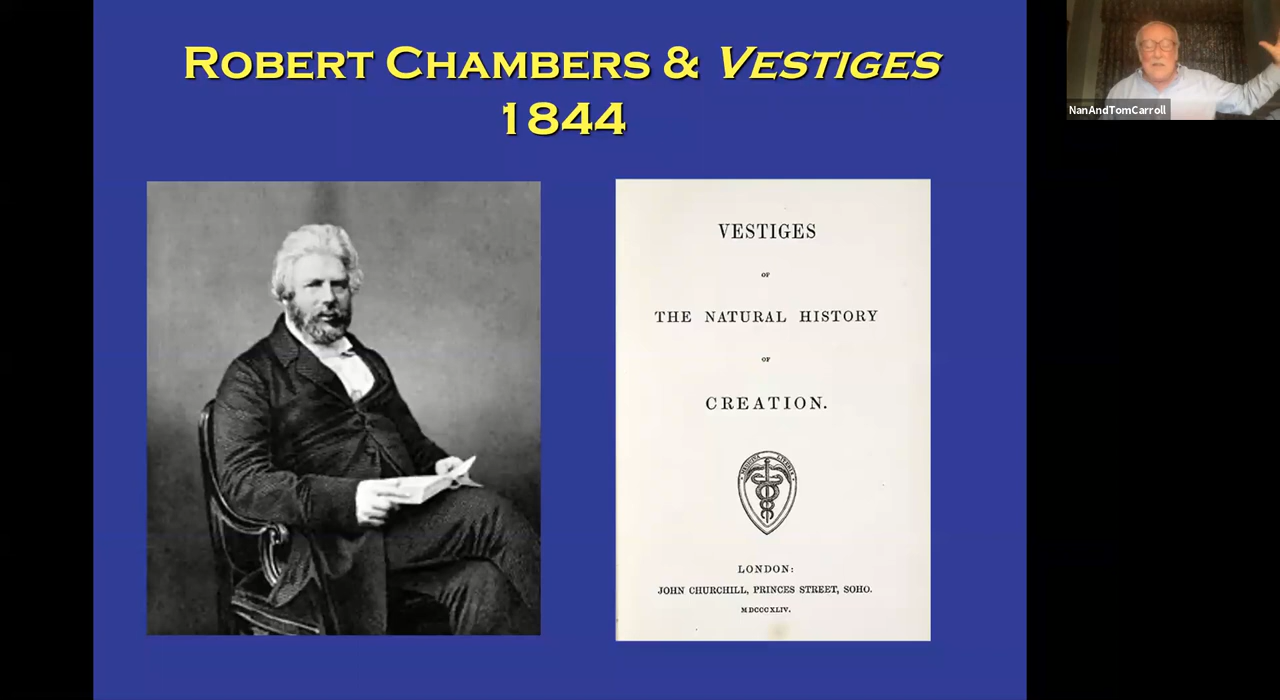 ROBERT CHAMBERS & VESTIGES
1844
VESTIGES
OF
THE NATURAL HISTORY
OF
CREATION.
LONDON:
JOHN CHURCHILL, PRINCES STREET, SOHO.
MDCCCXLIV.
NanAndTomCarroll